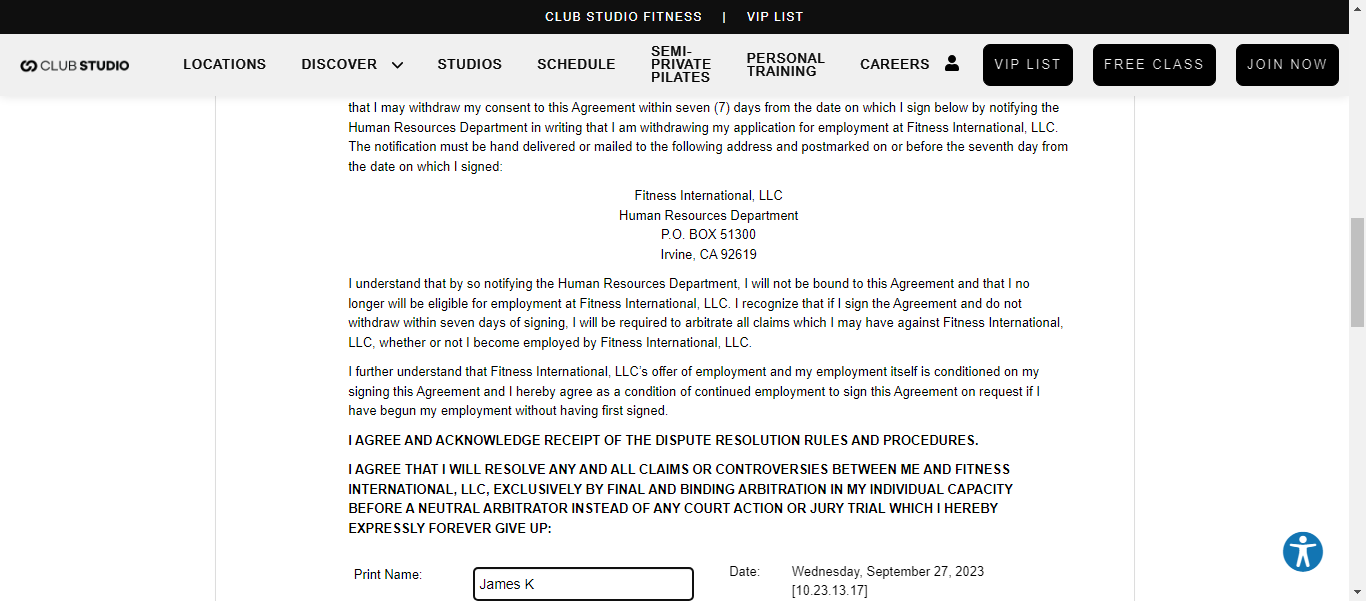 CLUB STUDIO FITNESS | VIP LIST
CLUB STUDIO
LOCATIONS
DISCOVER
STUDIOS
SCHEDULE
SEMI-
PRIVATE
PILATES
PERSONAL
TRAINING
CAREERS
VIP LIST
FREE CLASS
JOIN NOW
that I may withdraw my consent to this Agreement within seven (7) days from the date on which I sign below by notifying the
Human Resources Department in writing that I am withdrawing my application for employment at Fitness International, LLC.
The notification must be hand delivered or mailed to the following address and postmarked on or before the seventh day from
the date on which I signed:
Fitness International, LLC
Human Resources Department
P.O. BOX 51300
Irvine, CA 92619
I understand that by so notifying the Human Resources Department, I will not be bound to this Agreement and that I no
longer will be eligible for employment at Fitness International, LLC. I recognize that if I sign the Agreement and do not
withdraw within seven days of signing, I will be required to arbitrate all claims which I may have against Fitness International,
LLC, whether or not I become employed by Fitness International, LLC.
I further understand that Fitness International, LLC's offer of employment and my employment itself is conditioned on my
signing this Agreement and I hereby agree as a condition of continued employment to sign this Agreement on request if I
have begun my employment without having first signed.
I AGREE AND ACKNOWLEDGE RECEIPT OF THE DISPUTE RESOLUTION RULES AND PROCEDURES.
I AGREE THAT I WILL RESOLVE ANY AND ALL CLAIMS OR CONTROVERSIES BETWEEN ME AND FITNESS
INTERNATIONAL, LLC, EXCLUSIVELY BY FINAL AND BINDING ARBITRATION IN MY INDIVIDUAL CAPACITY
BEFORE A NEUTRAL ARBITRATOR INSTEAD OF ANY COURT ACTION OR JURY TRIAL WHICH I HEREBY
EXPRESSLY FOREVER GIVE UP:
Print Name:
James K
Date:
Wednesday, September 27, 2023
[10.23.13.17]